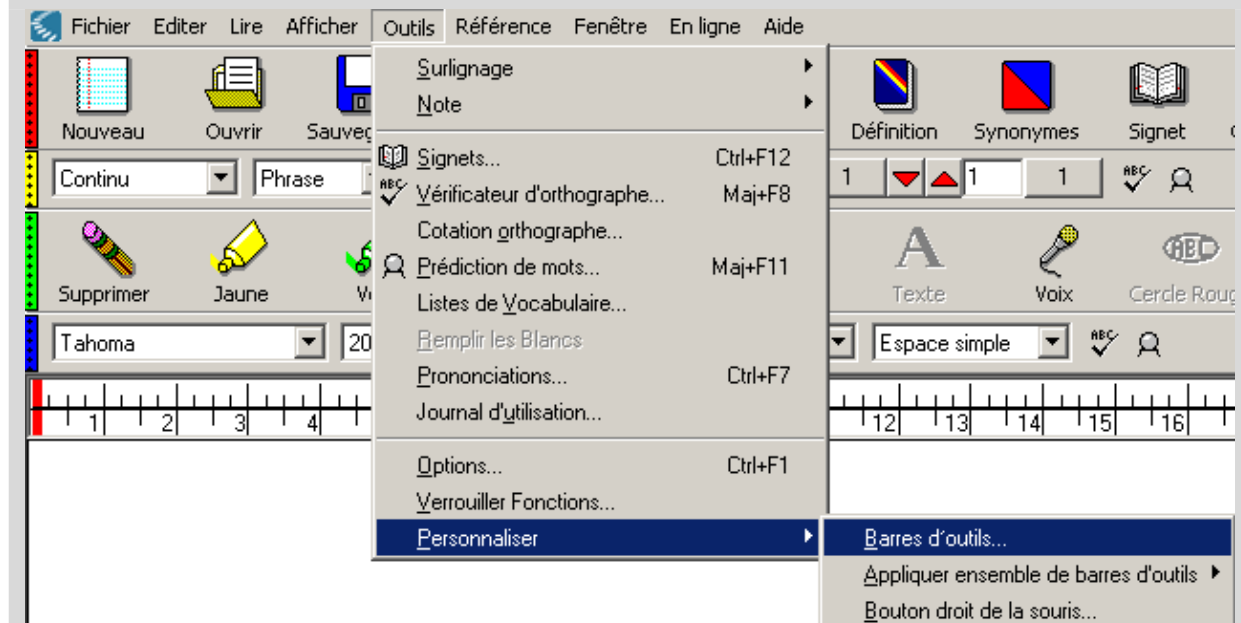 Fichier Editer Lire Afficher Outils Référence Fenêtre En ligne Aide
Nouveau Ouvrir Définition Synonymes Signet
Continu Phrase 1 1 1
Supprimer Jaune Texte Voix
Tahoma 20 Espace simple
1 2 3 4 12 13 14 15 16
Surlignage
Note
Signets... Ctrl+F12
Vérificateur d'orthographe... Maj+F8
Cotation orthographe...
Prédiction de mots... Maj+F11
Listes de Vocabulaire...
Remplir les Blancs
Prononciations... Ctrl+F7
Journal d'utilisation...
Options... Ctrl+F1
Verrouiller Fonctions...
Personnaliser
Barres d'outils...
Appliquer ensemble de barres d'outils
Bouton droit de la souris...